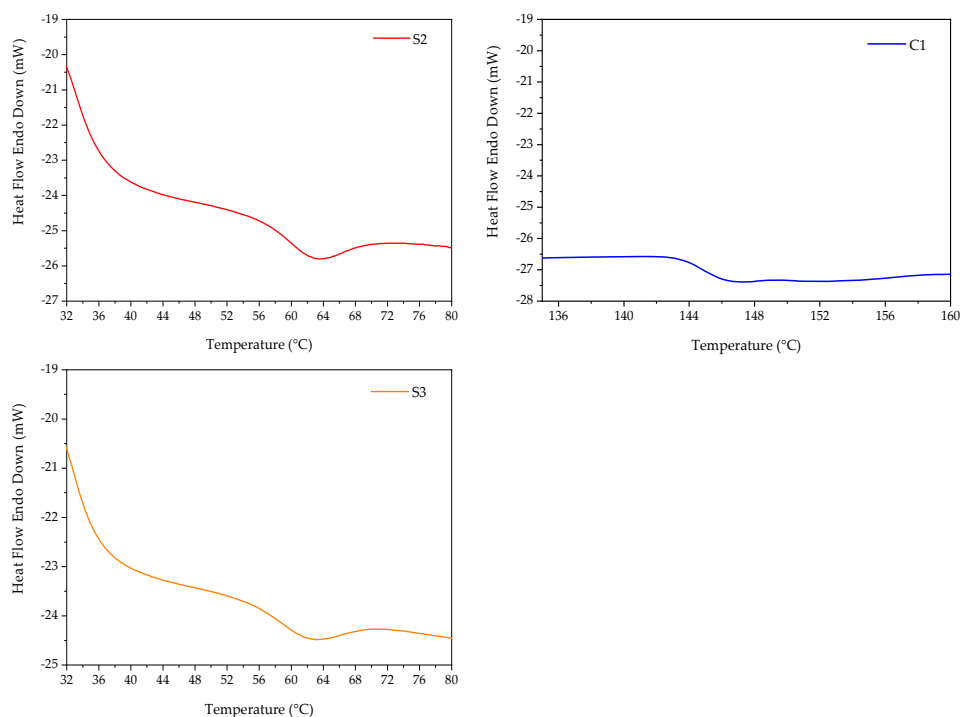 -19
-20
-21
-22
-23
-24
-25
-26
-27
32 36 40 44 48 52 56 60 64 68 72 76 80
Heat Flow Endo Down (mW)
Temperature (°C)
S2
-19
-20
-21
-22
-23
-24
-25
-26
-27
-28
136 140 144 148 152 156 160
Heat Flow Endo Down (mW)
Temperature (°C)
C1
-19
-20
-21
-22
-23
-24
-25
32 36 40 44 48 52 56 60 64 68 72 76 80
Heat Flow Endo Down (mW)
Temperature (°C)
S3